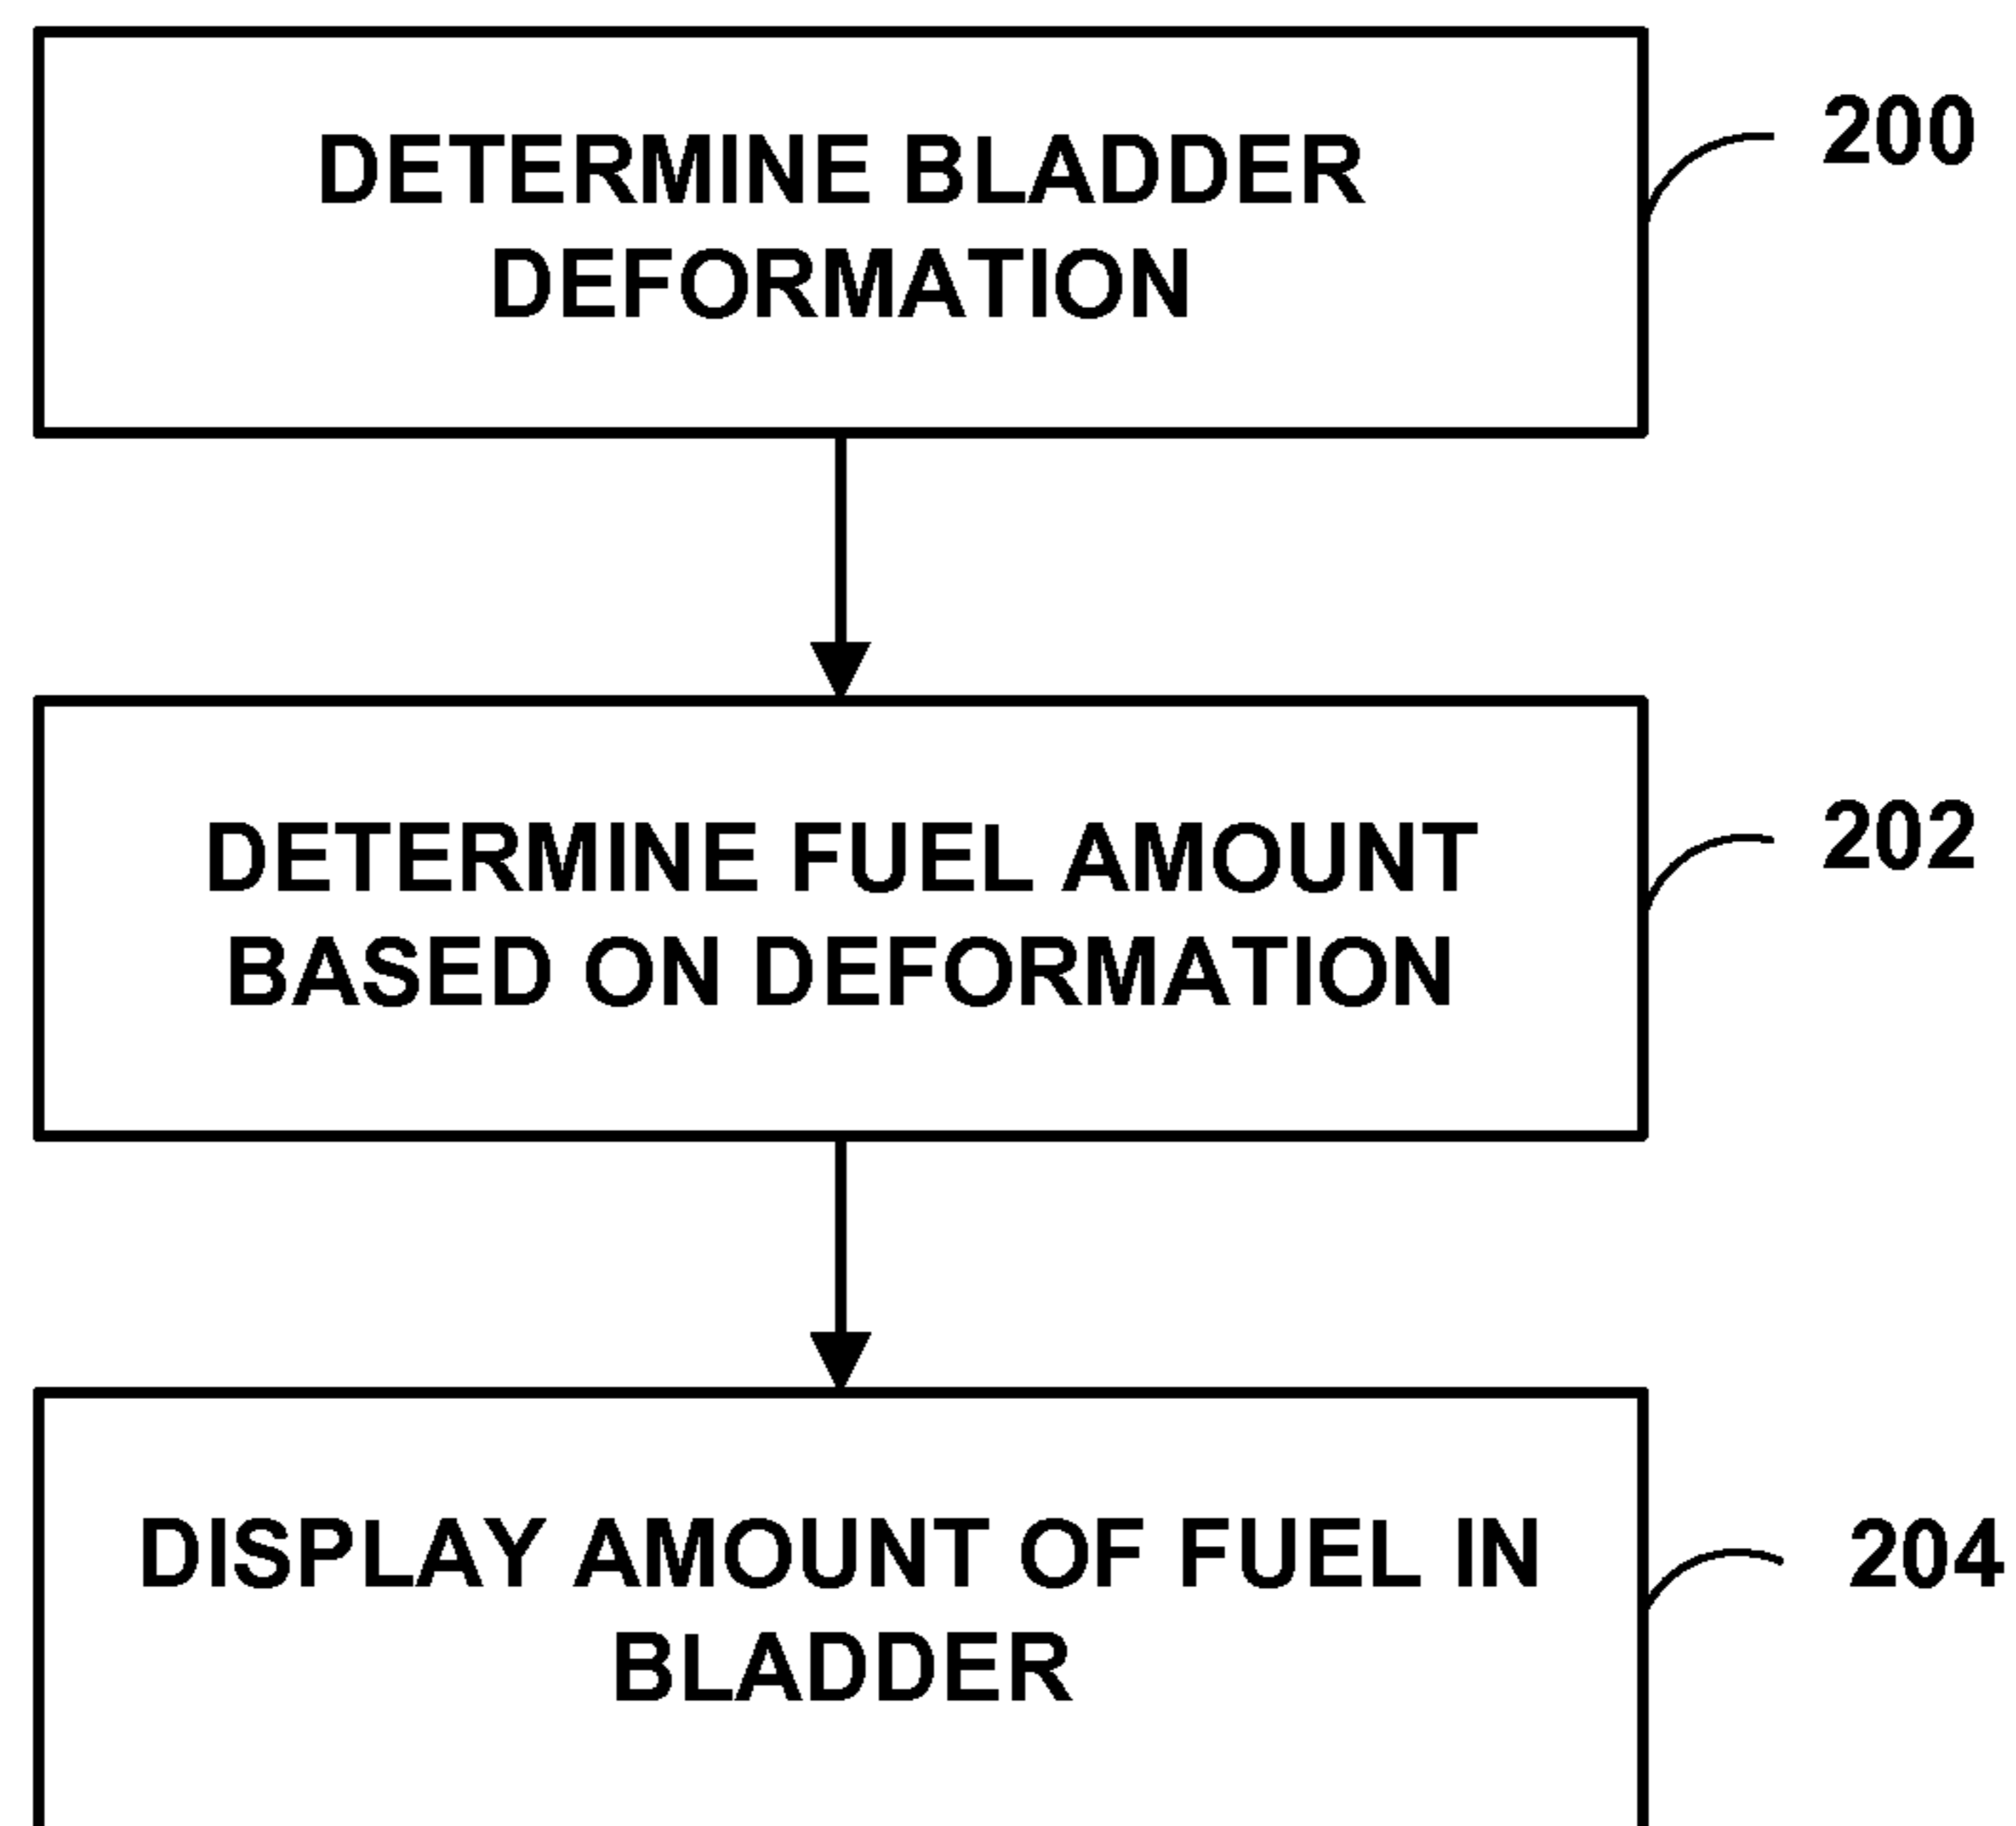 DETERMINE BLADDER
DEFORMATION
200
DETERMINE FUEL AMOUNT
BASED ON DEFORMATION
202
DISPLAY AMOUNT OF FUEL IN
BLADDER
204